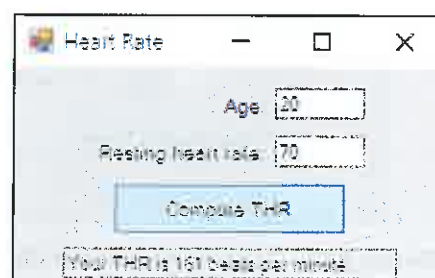 Heart Rate
Age: 20
Resting heart rate: 70
Compute THR
Your THR is 161 beats per minute.